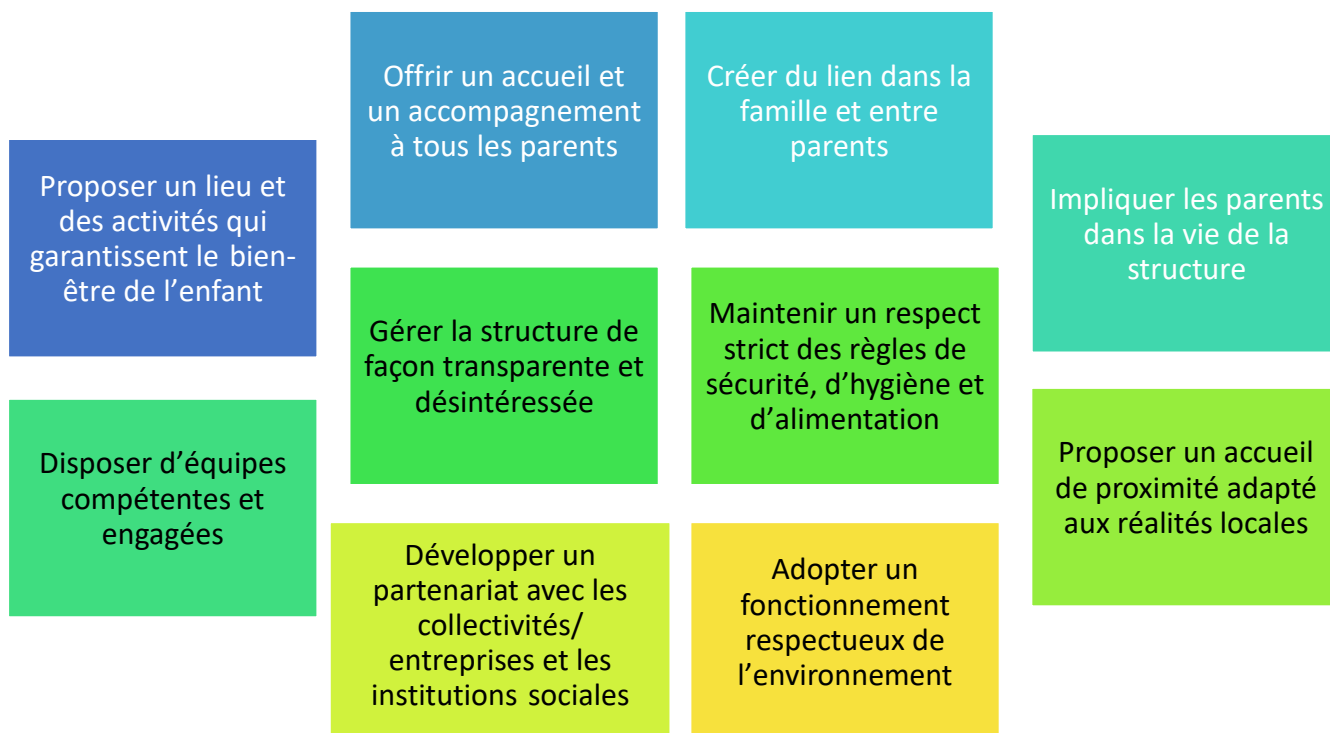 Proposer un lieu et
des activités qui
garantissent le bien-
être de l’enfant
Offrir un accueil et
un accompagnement
à tous les parents
Créer du lien dans la
famille et entre
parents
Impliquer les parents
dans la vie de la
structure
Disposer d’équipes
compétentes et
engagées
Gérer la structure de
façon transparente et
désintéressée
Maintenir un respect
strict des règles de
sécurité, d’hygiène et
d’alimentation
Proposer un accueil
de proximité adapté
aux réalités locales
Développer un
partenariat avec les
collectivités/
entreprises et les
institutions sociales
Adopter un
fonctionnement
respectueux de
l’environnement